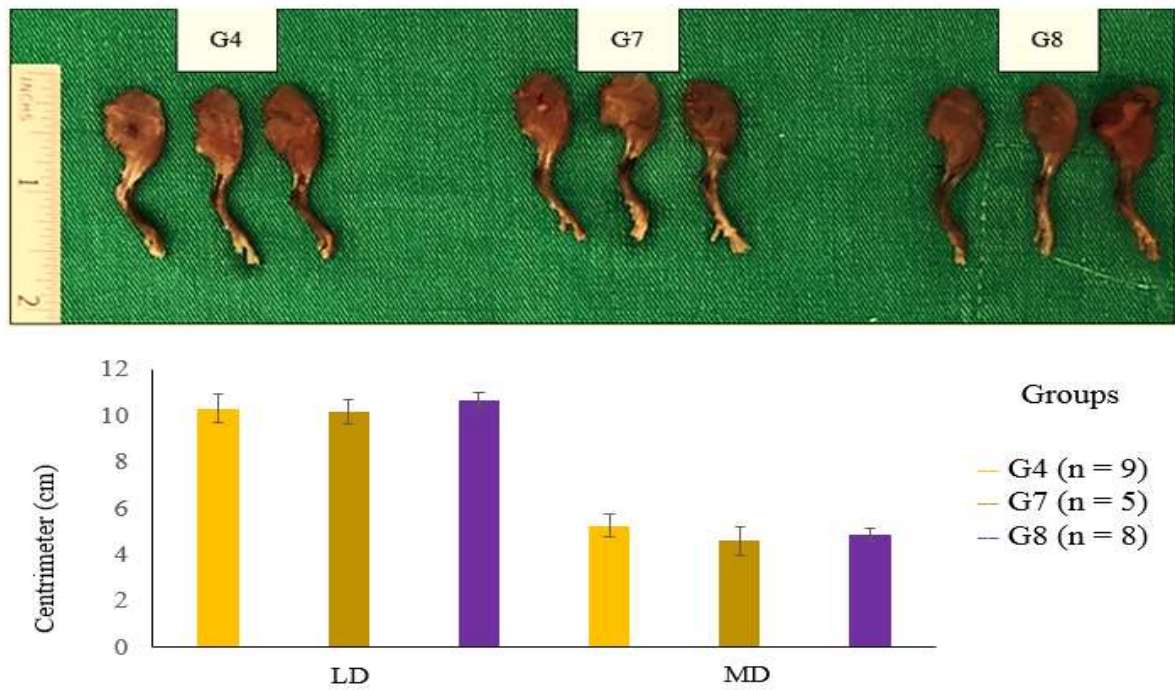 G4
G7
G8
INCHS
1
2
12
10
8
6
4
2
0
Centrimeter (cm)
LD
MD
Groups
G4 (n = 9)
G7 (n = 5)
G8 (n = 8)